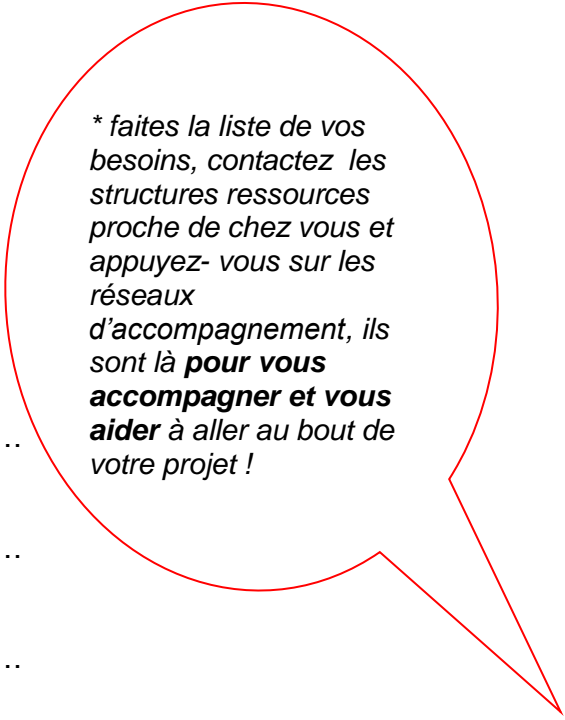 * faites la liste de vos
besoins, contactez  les
structures ressources
proche de chez vous et
appuyez- vous sur les
réseaux
d’accompagnement, ils
sont là pour vous
accompagner et vous
aider à aller au bout de
..
votre projet !
..
..